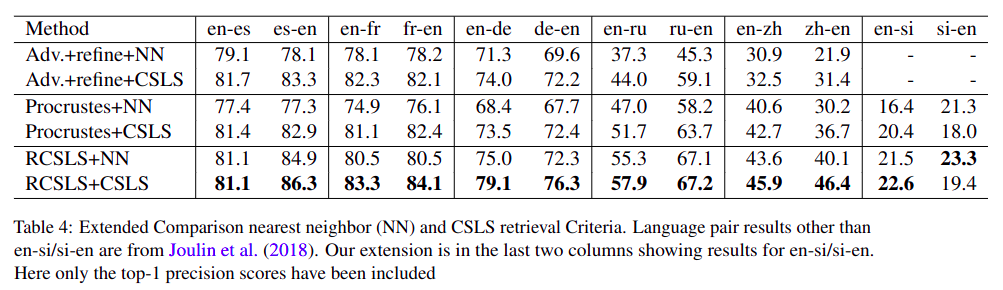 Method en-es es-en en-fr fr-en en-de de-en en-ru ru-en en-zh zh-en en-si si-en
Adv.+refine+NN 79.1 78.1 78.1 78.2 71.3 69.6 37.3 45.3 30.9 21.9 - -
Adv.+refine+CSLS 81.7 83.3 82.3 82.1 74.0 72.2 44.0 59.1 32.5 31.4 - -
Procrustes+NN 77.4 77.3 74.9 76.1 68.4 67.7 47.0 58.2 40.6 30.2 16.4 21.3
Procrustes+CSLS 81.4 82.9 81.1 82.4 73.5 72.4 51.7 63.7 42.7 36.7 20.4 18.0
RCSLS+NN 81.1 84.9 80.5 80.5 75.0 72.3 55.3 67.1 43.6 40.1 21.5 23.3
RCSLS+CSLS 81.1 86.3 83.3 84.1 79.1 76.3 57.9 67.2 45.9 46.4 22.6 19.4
Table 4: Extended Comparison nearest neighbor (NN) and CSLS retrieval Criteria. Language pair results other than
en-si/si-en are from Joulin et al. (2018). Our extension is in the last two columns showing results for en-si/si-en.
Here only the top-1 precision scores have been included